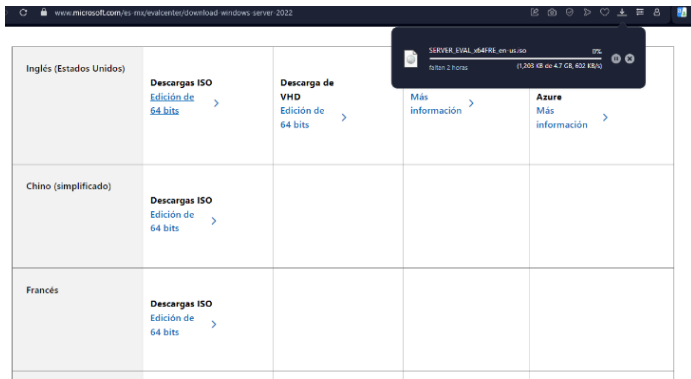 www.microsoft.com/es-mx/evalcenter/download-windows-server-2022
SERVER_EVAL_x64FRE_en-us.iso 0%
faltan 2 horas (1,203 KB de 4.7 GB, 602 KB/s)
Inglés (Estados Unidos)
Descargas ISO
Edición de
64 bits
Descarga de
VHD
Edición de
64 bits
Más
información
Azure
Más
información
Chino (simplificado)
Descargas ISO
Edición de
64 bits
Francés
Descargas ISO
Edición de
64 bits